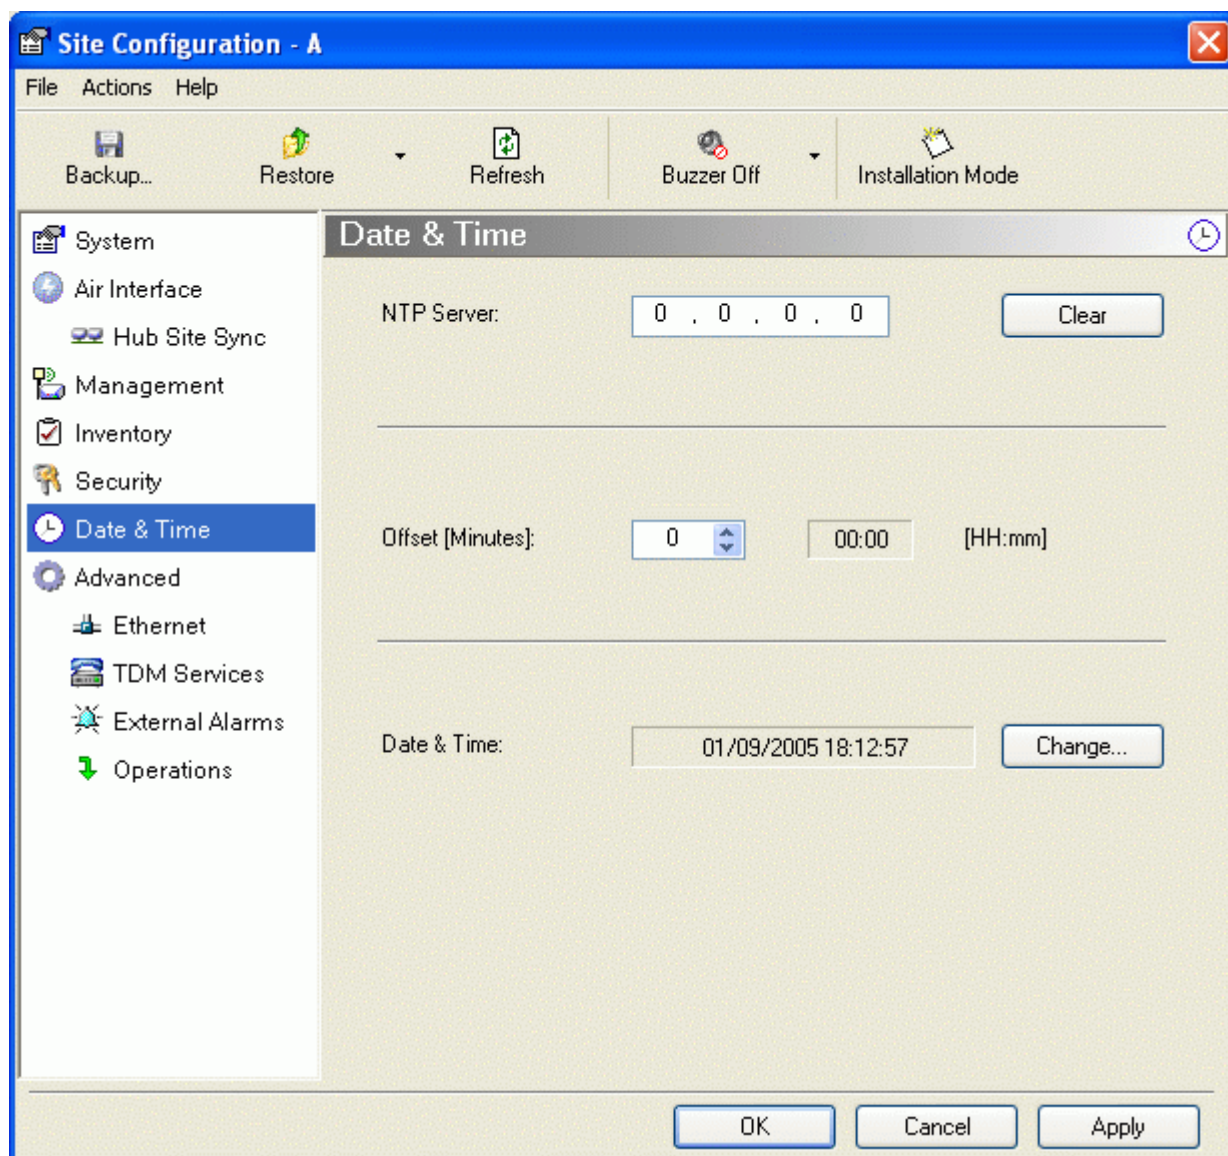 Site Configuration - A
File Actions Help
Backup... Restore Refresh Buzzer Off Installation Mode
System
Air Interface
Hub Site Sync
Management
Inventory
Security
Date & Time
Advanced
Ethernet
TDM Services
External Alarms
Operations
Date & Time
NTP Server: 0 . 0 . 0 . 0 Clear
Offset [Minutes]: 0 00:00 [HH:mm]
Date & Time: 01/09/2005 18:12:57 Change...
OK Cancel Apply